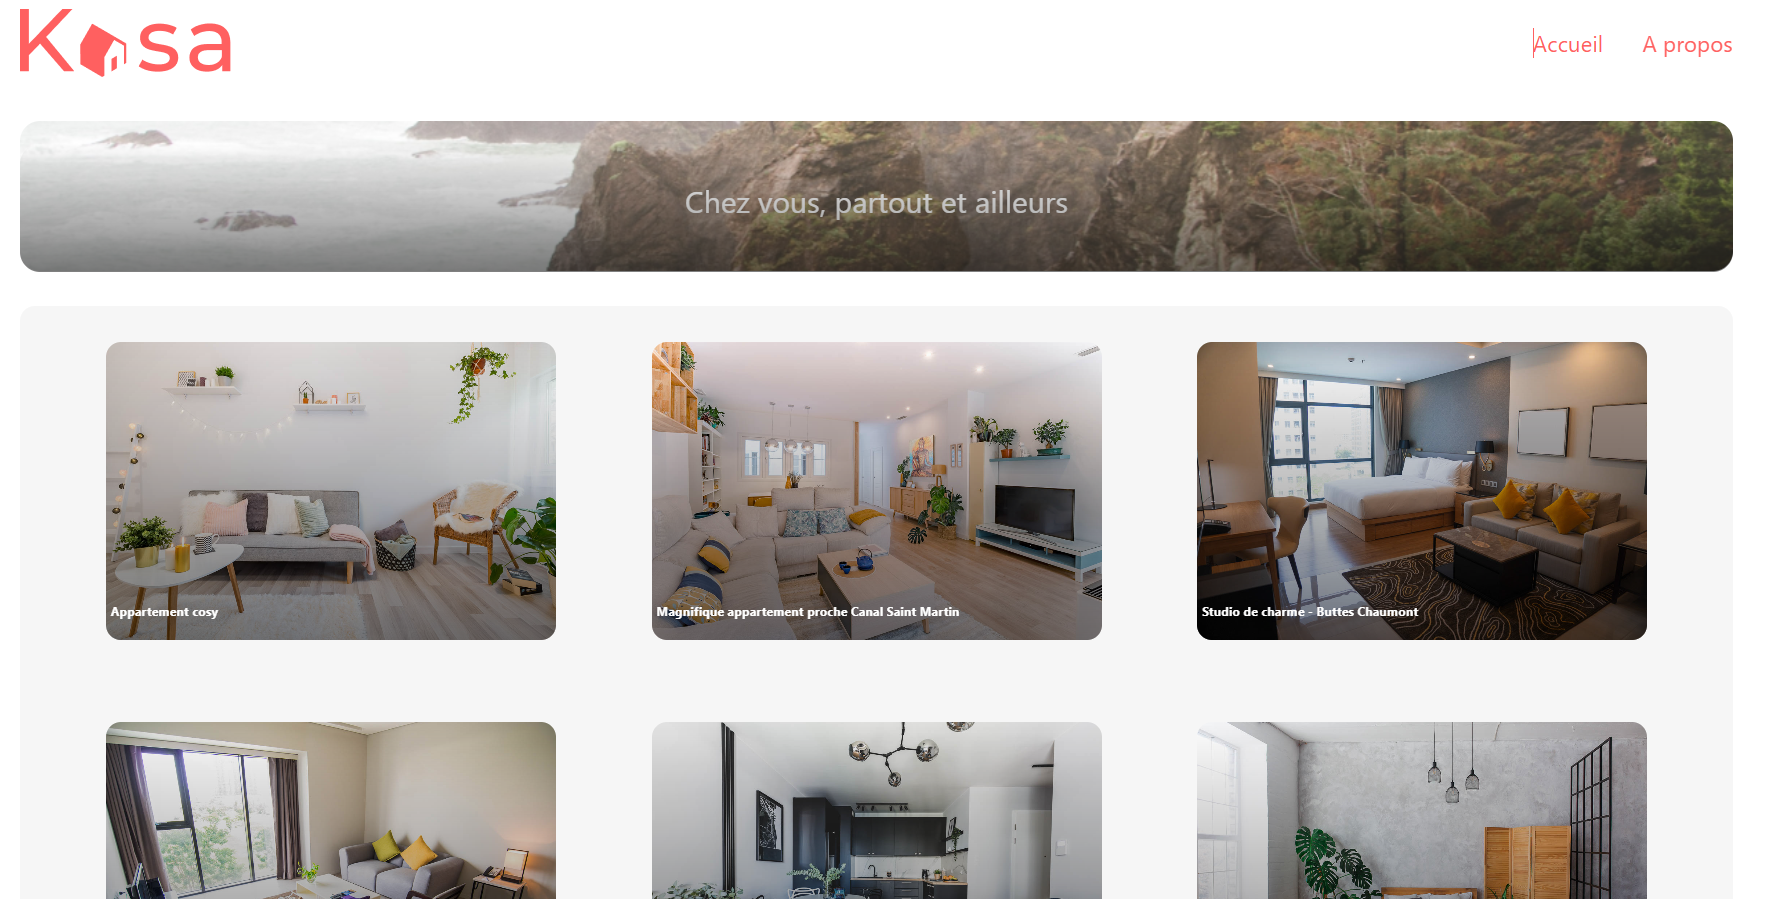 Kasa
Accueil
A propos
Chez vous, partout et ailleurs
Appartement cosy
Magnifique appartement proche Canal Saint Martin
Studio de charme - Buttes Chaumont